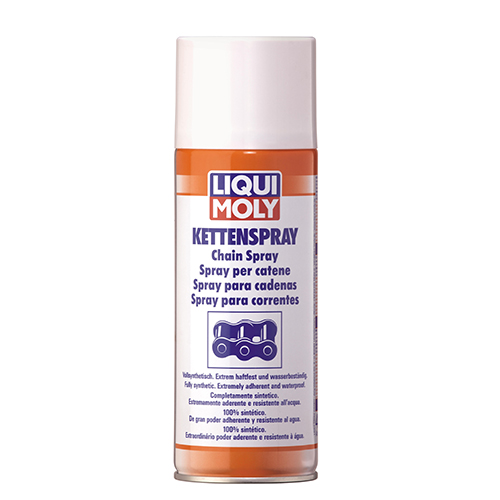 LIQUI
MOLY
KETTENSPRAY
Chain Spray
Spray per catene
Spray para cadenas
Spray para correntes
Vollsynthetisch. Extrem haftfest und wasserbeständig.
Fully synthetic. Extremely adherent and waterproof.
Completamente sintetico.
Extremamente aderente e resistente all'acqua.
100% sintético.
De gran poder adherente y resistente al agua.
100% sintético.
Extraordinário poder aderente e resistente à água.